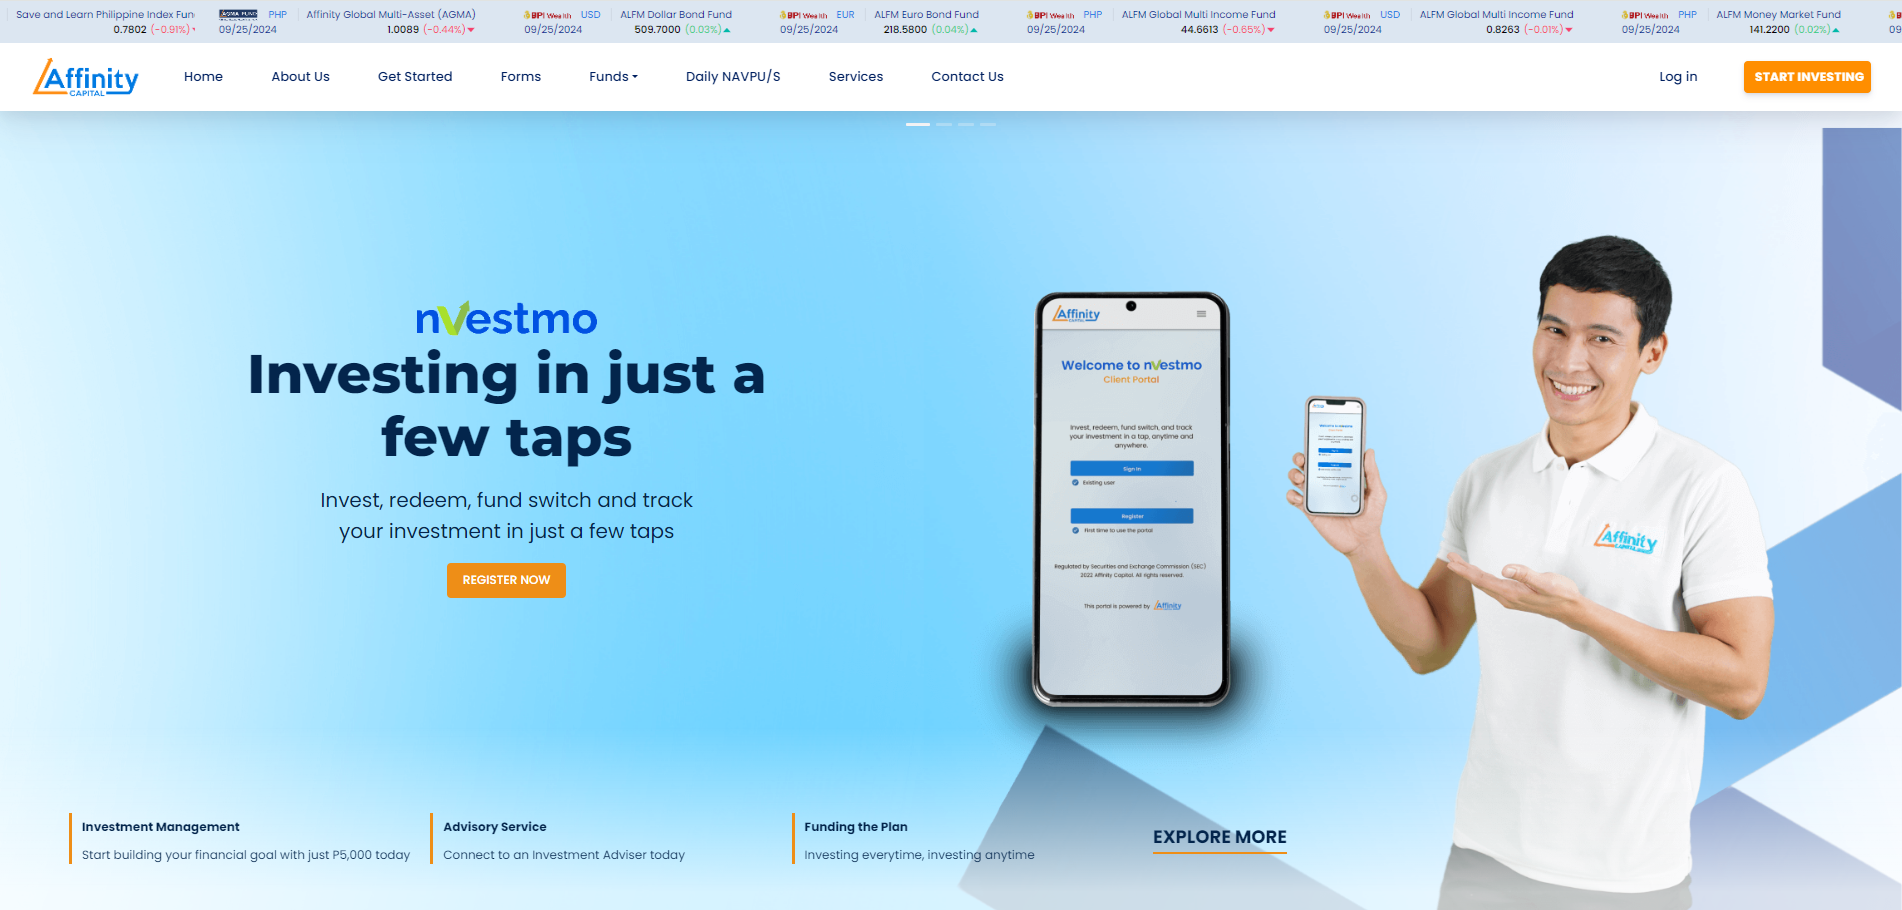 Save and Learn Philippine Index Fun
0.7802 (-0.91%)
AGMA FUND PHP Affinity Global Multi-Asset (AGMA)
09/25/2024 1.0089 (-0.44%)
BPI Wealth USD ALFM Dollar Bond Fund
09/25/2024 509.7000 (0.03%)
BPI Wealth EUR ALFM Euro Bond Fund
09/25/2024 218.5800 (0.04%)
BPI Wealth PHP ALFM Global Multi Income Fund
09/25/2024 44.6613 (-0.65%)
BPI Wealth USD ALFM Global Multi Income Fund
09/25/2024 0.8263 (-0.01%)
BPI Wealth PHP ALFM Money Market Fund
09/25/2024 141.2200 (0.02%)
09
Affinity
CAPITAL
Home About Us Get Started Forms Funds Daily NAVPU/S Services Contact Us Log in START INVESTING
nvestmo
Investing in just a
few taps
Invest, redeem, fund switch and track
your investment in just a few taps
REGISTER NOW
Affinity
CAPITAL
Welcome to nvestmo
Client Portal
Invest, redeem, fund switch, and track
your investment in a tap, anytime and
anywhere.
Sign In
Existing user
Register
First time to use the portal
Regulated by Securities and Exchange Commission (SEC)
2022 Affinity Capital. All rights reserved.
This portal is powered by Affinity
Affinity
CAPITAL
Investment Management
Start building your financial goal with just P5,000 today
Advisory Service
Connect to an Investment Adviser today
Funding the Plan
Investing everytime, investing anytime
EXPLORE MORE